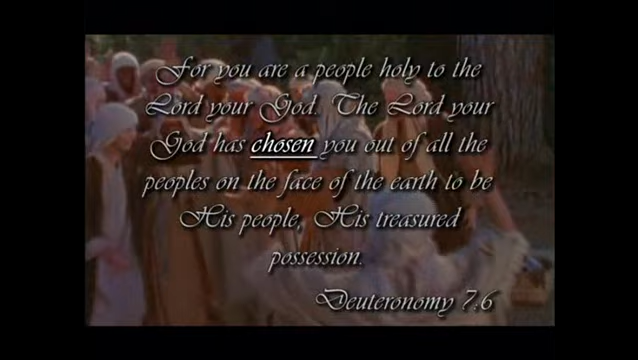 For you are a people holy to the
Lord your God. The Lord your
God has chosen you out of all the
peoples on the face of the earth to be
His people, His treasured
possession.
Deuteronomy 7:6